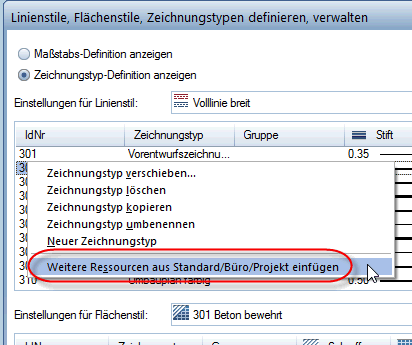 Linienstile, Flächenstile, Zeichnungstypen definieren, verwalten
Maßstabs-Definition anzeigen
Zeichnungstyp-Definition anzeigen
Einstellungen für Linienstil: Volllinie breit
IdNr Zeichnungstyp Gruppe Stift
301 Vorentwurfszeichnu... 0.35
Zeichnungstyp verschieben...
Zeichnungstyp löschen
Zeichnungstyp kopieren
Zeichnungstyp umbenennen
Neuer Zeichnungstyp
Weitere Ressourcen aus Standard/Büro/Projekt einfügen
310 Umbauplan farbig 0.50
Einstellungen für Flächenstil: 301 Beton bewehrt